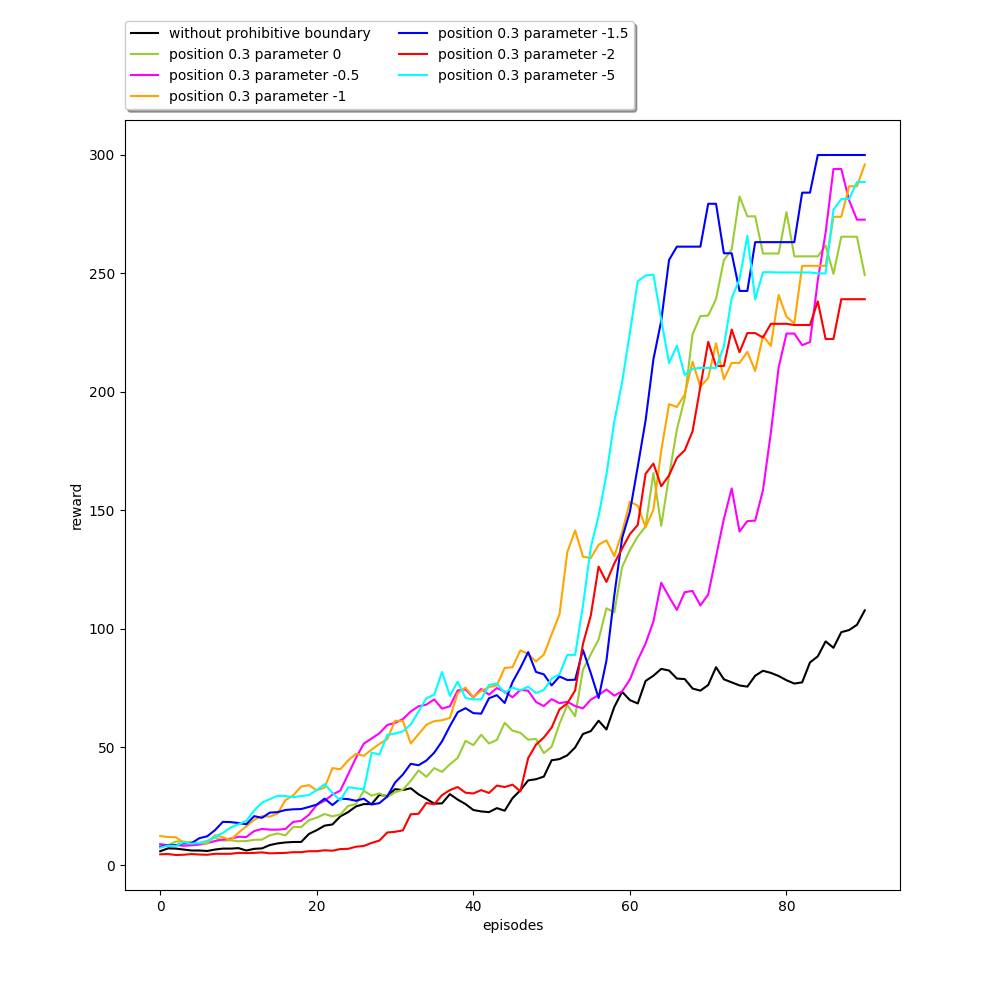 without prohibitive boundary
position 0.3 parameter 0
position 0.3 parameter -0.5
position 0.3 parameter -1
position 0.3 parameter -1.5
position 0.3 parameter -2
position 0.3 parameter -5
300
250
200
150
100
50
0
reward
0 20 40 60 80
episodes